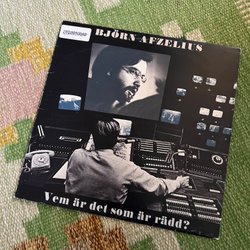 BJÖRN AFZELIUS
Vem är det som är rädd?